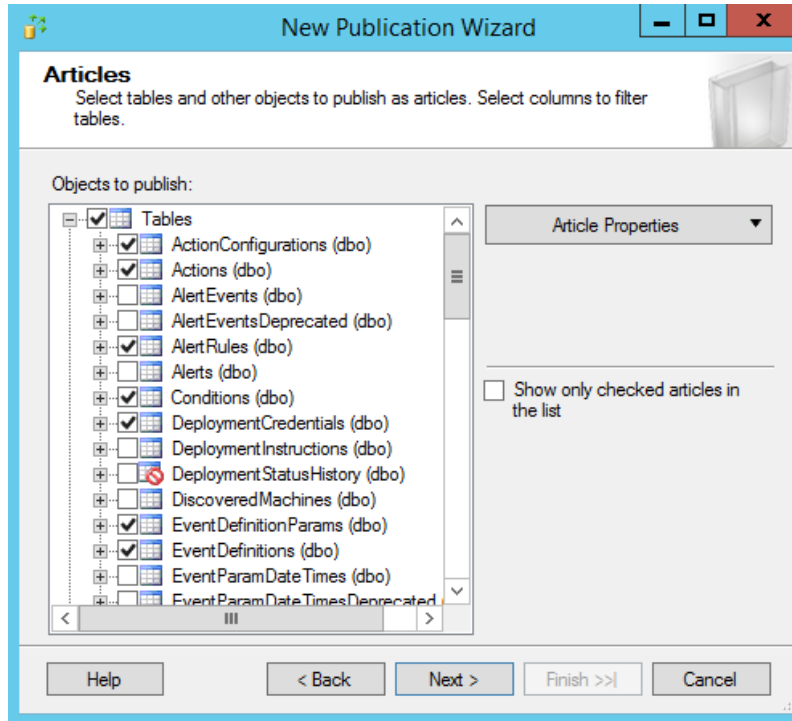 New Publication Wizard
Articles
Select tables and other objects to publish as articles. Select columns to filter
tables.
Objects to publish:
Tables
ActionConfigurations (dbo)
Actions (dbo)
AlertEvents (dbo)
AlertEventsDeprecated (dbo)
AlertRules (dbo)
Alerts (dbo)
Conditions (dbo)
DeploymentCredentials (dbo)
DeploymentInstructions (dbo)
DeploymentStatusHistory (dbo)
DiscoveredMachines (dbo)
EventDefinitionParams (dbo)
EventDefinitions (dbo)
EventParamDateTimes (dbo)
EventParamDateTimesDeprecated
Article Properties
Show only checked articles in
the list
Help
< Back
Next >
Finish >>|
Cancel